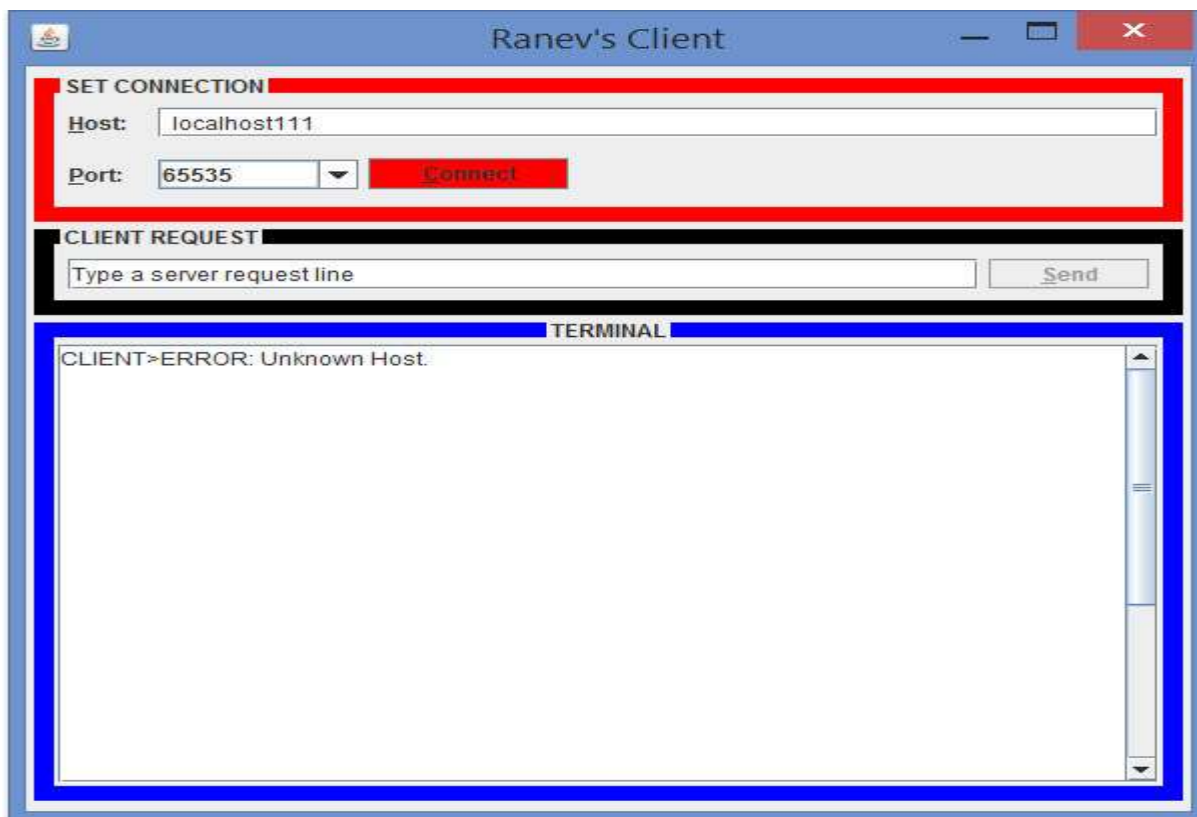 Ranev's Client
SET CONNECTION
Host: localhost111
Port: 65535 Connect
CLIENT REQUEST
Type a server request line Send
TERMINAL
CLIENT>ERROR: Unknown Host.